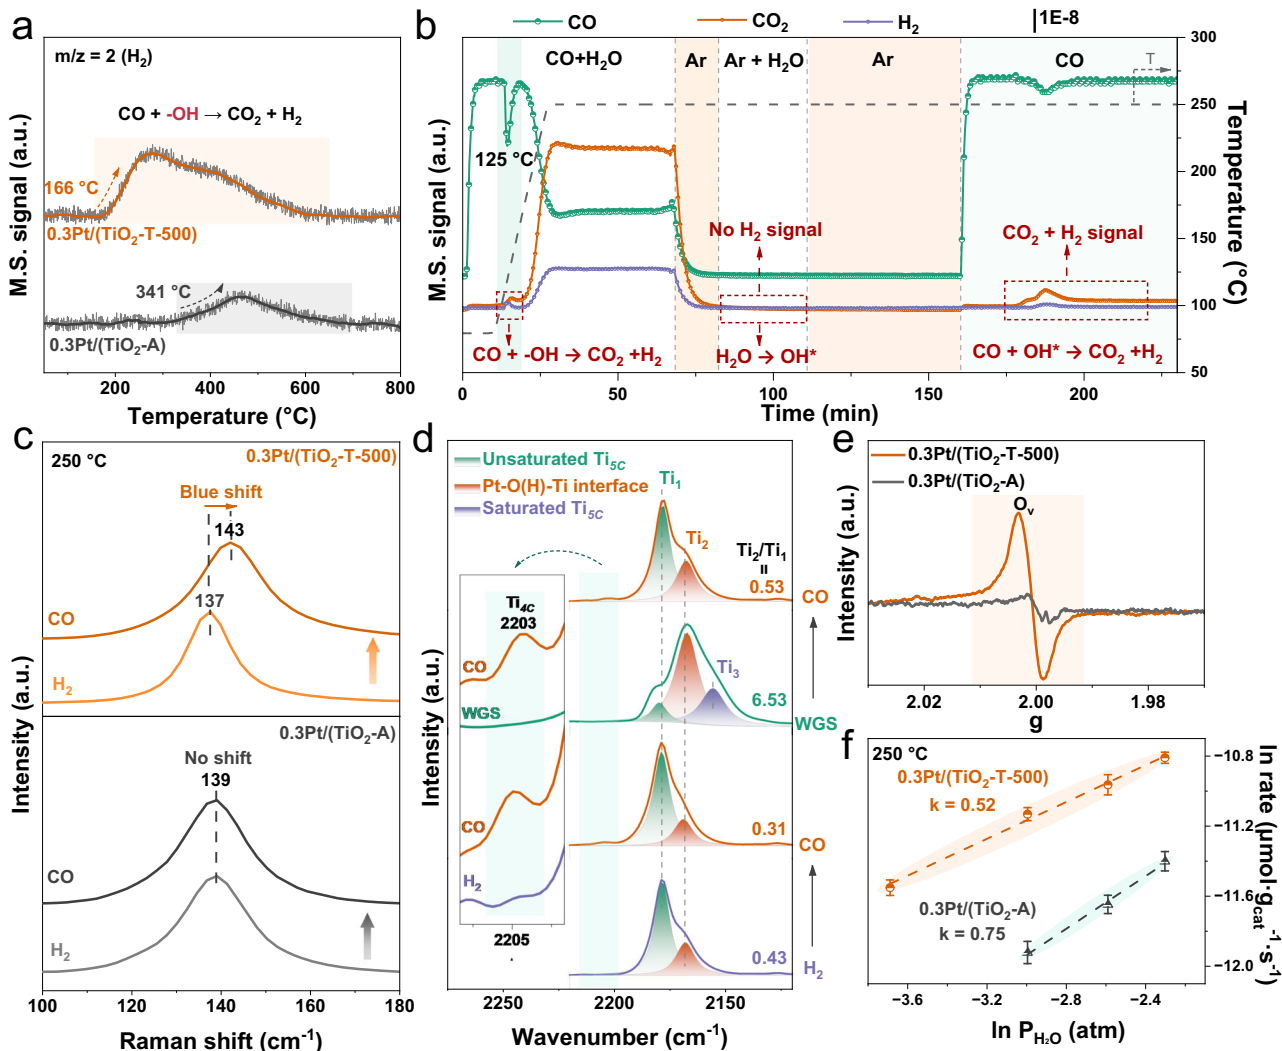 a
m/z = 2 (H₂)
CO + -OH → CO₂ + H₂
166 °C
0.3Pt/(TiO₂-T-500)
341 °C
0.3Pt/(TiO₂-A)
M.S. signal (a.u.)
200 400 600 800
Temperature (°C)
b
CO CO₂ H₂ 1E-8
CO+H₂O Ar Ar + H₂O Ar CO
T
125 °C
No H₂ signal
CO₂ + H₂ signal
CO + -OH → CO₂ +H₂
H₂O → OH*
CO + OH* → CO₂ +H₂
M.S. signal (a.u.)
300
250
200
150
100
50
Temperature (°C)
0 50 100 150 200
Time (min)
c
250 °C
0.3Pt/(TiO₂-T-500)
Blue shift
143
137
CO
H₂
0.3Pt/(TiO₂-A)
No shift
139
CO
H₂
Intensity (a.u.)
100 120 140 160 180
Raman shift (cm⁻¹)
d
Unsaturated Ti5C
Pt-O(H)-Ti interface
Saturated Ti5C
Ti₁
Ti₂
Ti₂/Ti₁
=
0.53
CO
Ti4C
2203
CO
Ti₃
6.53
WGS
WGS
CO
0.31
CO
H₂
2205
0.43
H₂
Intensity (a.u.)
2250 2200 2150
Wavenumber (cm⁻¹)
e
0.3Pt/(TiO₂-T-500)
0.3Pt/(TiO₂-A)
Oᵥ
Intensity (a.u.)
2.02 2.00 1.98
g
f
250 °C
0.3Pt/(TiO₂-T-500)
k = 0.52
0.3Pt/(TiO₂-A)
k = 0.75
−10.8
−11.2
−11.6
−12.0
ln rate (μmol·gcat⁻¹·s⁻¹)
−3.6 −3.2 −2.8 −2.4
ln PH₂O (atm)